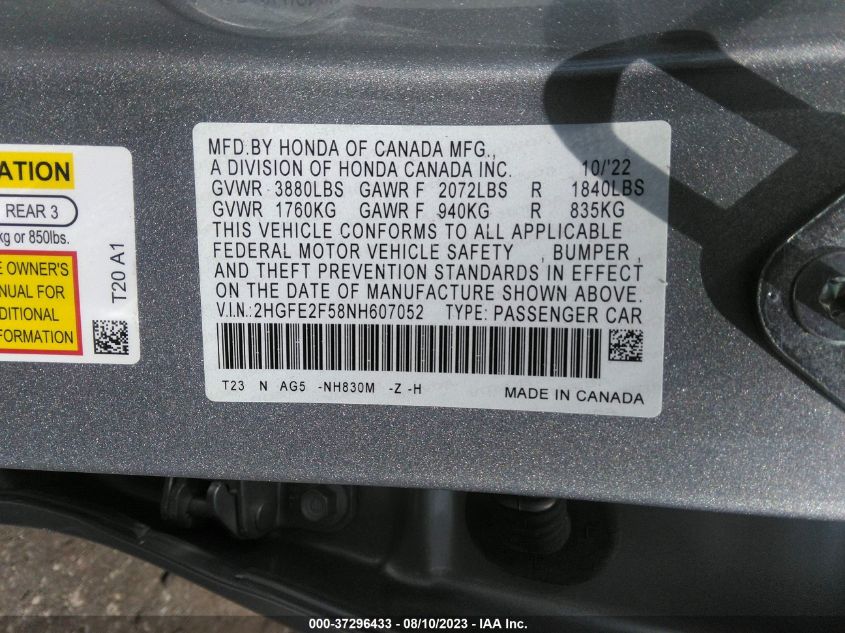 ATION
REAR 3
kg or 850lbs.
E OWNER'S
NUAL FOR
DITIONAL
FORMATION
T20 A1
MFD.BY HONDA OF CANADA MFG.,
A DIVISION OF HONDA CANADA INC. 10/'22
GVWR 3880LBS GAWR F 2072LBS R 1840LBS
GVWR 1760KG GAWR F 940KG R 835KG
THIS VEHICLE CONFORMS TO ALL APPLICABLE
FEDERAL MOTOR VEHICLE SAFETY , BUMPER ,
AND THEFT PREVENTION STANDARDS IN EFFECT
ON THE DATE OF MANUFACTURE SHOWN ABOVE.
V.I.N.:2HGFE2F58NH607052 TYPE: PASSENGER CAR
T23 N AG5 -NH830M -Z -H MADE IN CANADA
000-37296433 - 08/10/2023 - IAA Inc.